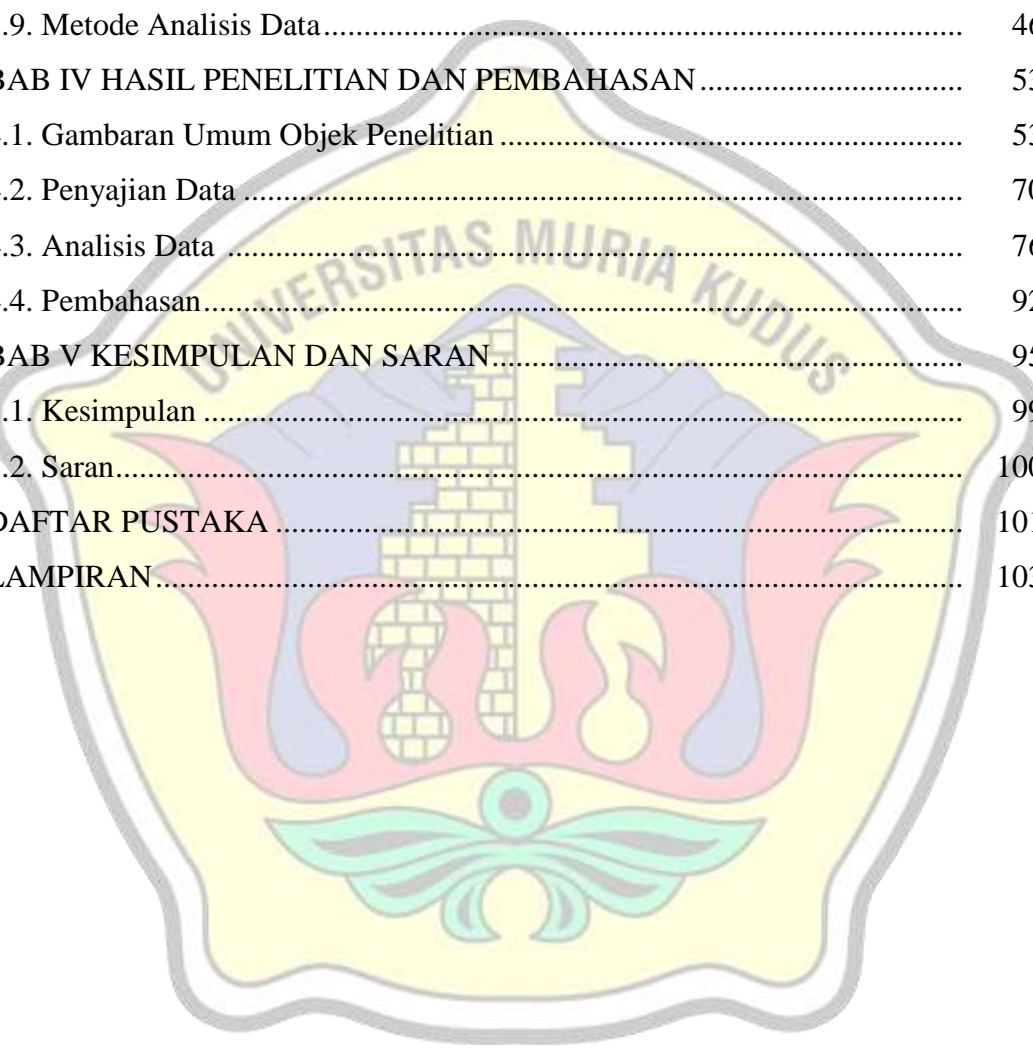 .9. Metode Analisis Data 46
BAB IV HASIL PENELITIAN DAN PEMBAHASAN 53
.1. Gambaran Umum Objek Penelitian 53
.2. Penyajian Data 70
.3. Analisis Data 76
.4. Pembahasan 92
BAB V KESIMPULAN DAN SARAN 95
.1. Kesimpulan 99
.2. Saran 100
DAFTAR PUSTAKA 101
LAMPIRAN 103
UNIVERSITAS MURIA KUDUS